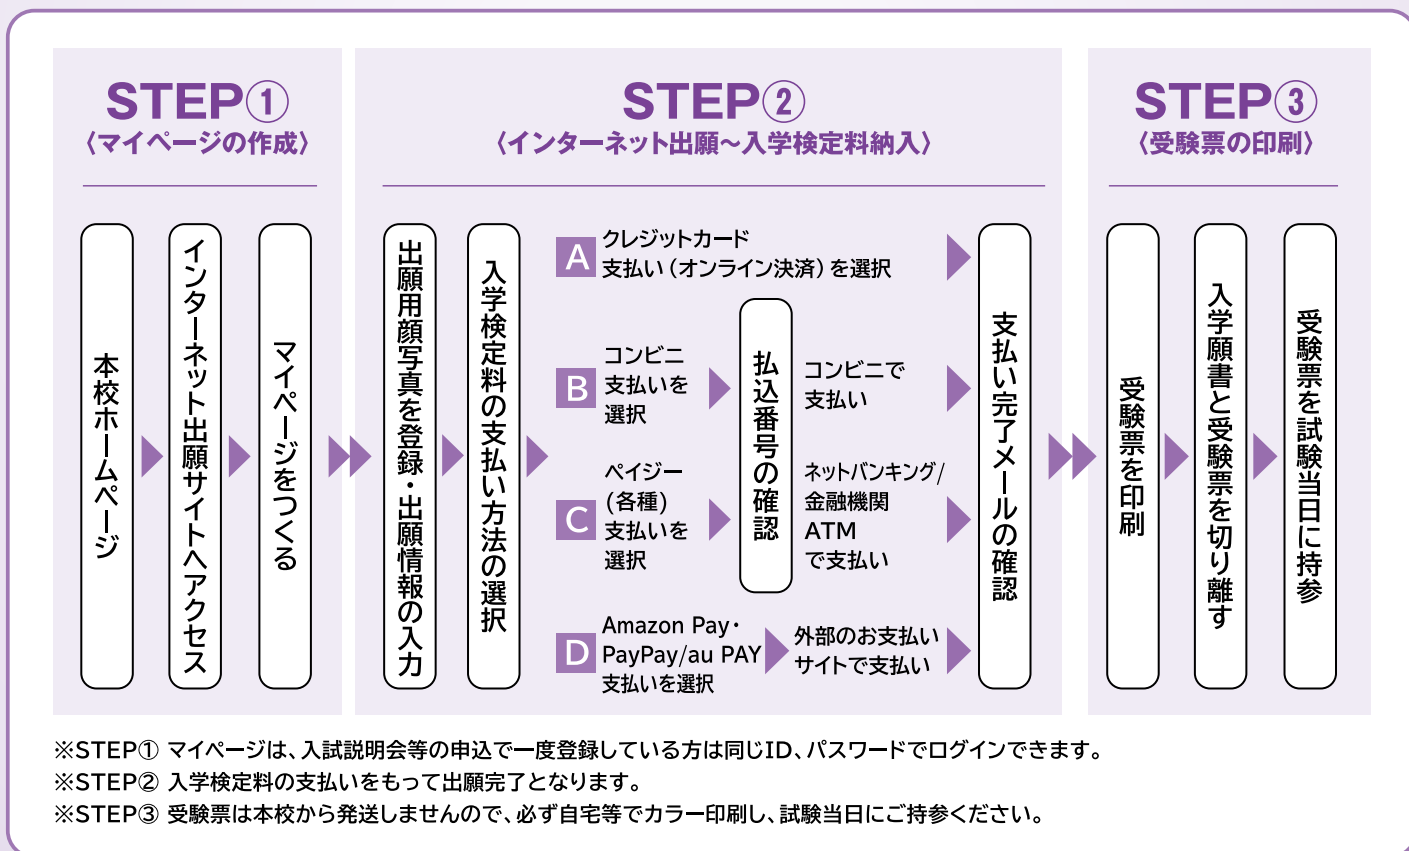 STEP①
〈マイページの作成〉
本校ホームページ
インターネット出願サイトへアクセス
マイページをつくる
STEP②
〈インターネット出願～入学検定料納入〉
出願用顔写真を登録・出願情報の入力
入学検定料の支払い方法の選択
A
クレジットカード
支払い（オンライン決済）を選択
B
コンビニ
支払いを
選択
C
ペイジー
(各種)
支払いを
選択
払込番号の確認
コンビニで
支払い
ネットバンキング/
金融機関
ATM
で支払い
D
Amazon Pay・
PayPay/au PAY
支払いを選択
外部のお支払い
サイトで支払い
支払い完了メールの確認
STEP③
〈受験票の印刷〉
受験票を印刷
入学願書と受験票を切り離す
受験票を試験当日に持参
※STEP① マイページは、入試説明会等の申込で一度登録している方は同じID、パスワードでログインできます。
※STEP② 入学検定料の支払いをもって出願完了となります。
※STEP③ 受験票は本校から発送しませんので、必ず自宅等でカラー印刷し、試験当日にご持参ください。